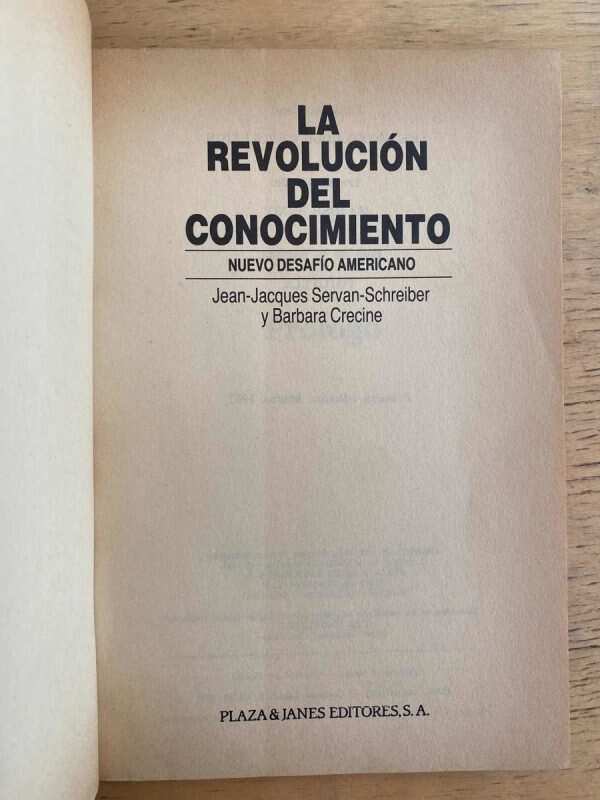 LA
REVOLUCIÓN
DEL
CONOCIMIENTO
NUEVO DESAFÍO AMERICANO
Jean-Jacques Servan-Schreiber
y Barbara Crecine
PLAZA & JANES EDITORES, S. A.